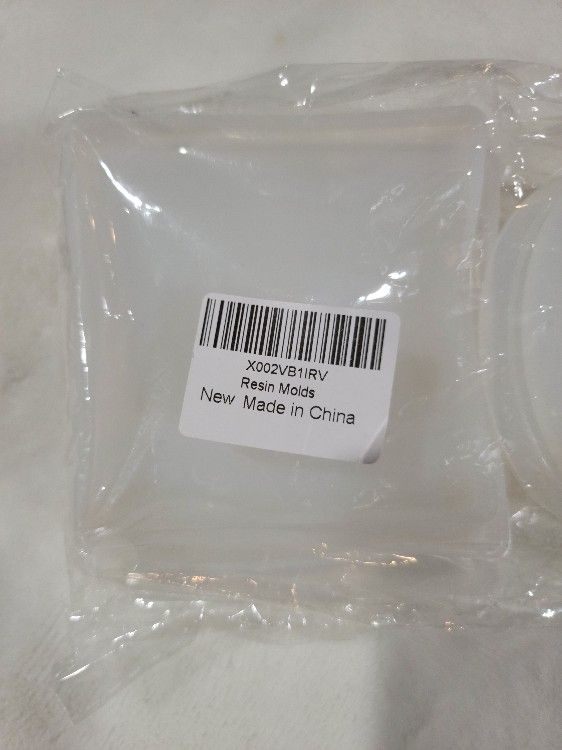 X002VB1IRV
Resin Molds
New Made in China